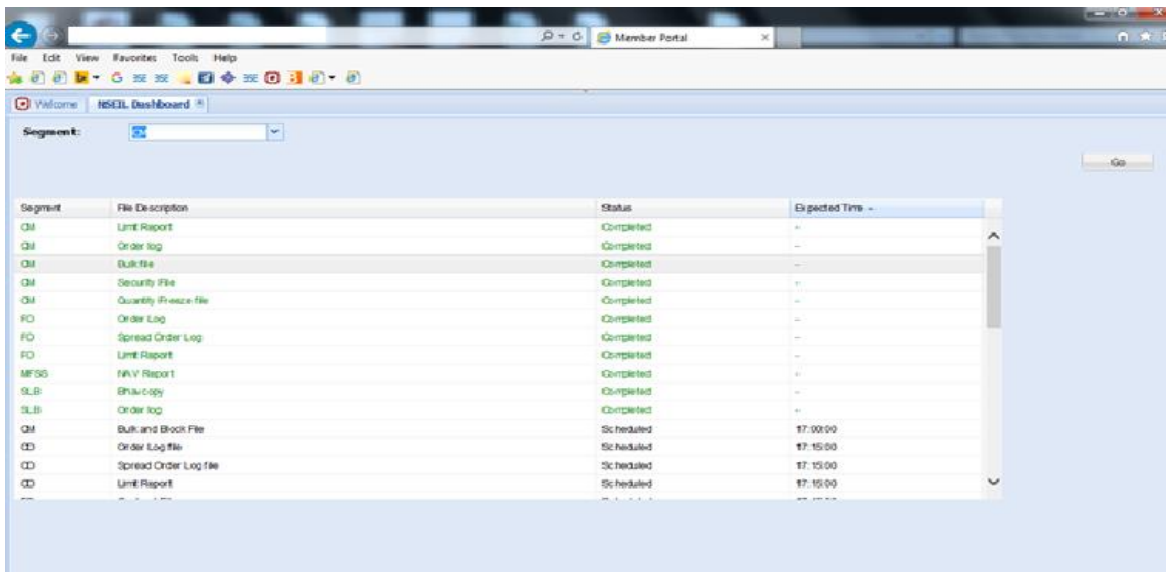 Member Portal
File Edit View Favorites Tools Help
Welcome NSEIL Dashboard
Segment: CM
Go
Segment File Description Status Expected Time
CM Limit Report Completed -
CM Order log Completed -
CM Bulk file Completed -
CM Security File Completed -
CM Quantity Freeze file Completed -
FO Order Log Completed -
FO Spread Order Log Completed -
FO Limit Report Completed -
MFSS NAV Report Completed -
SLB Bhavcopy Completed -
SLB Order log Completed -
CM Bulk and Block File Scheduled 17:00:00
CD Order Log file Scheduled 17:15:00
CD Spread Order Log file Scheduled 17:15:00
CD Limit Report Scheduled 17:15:00